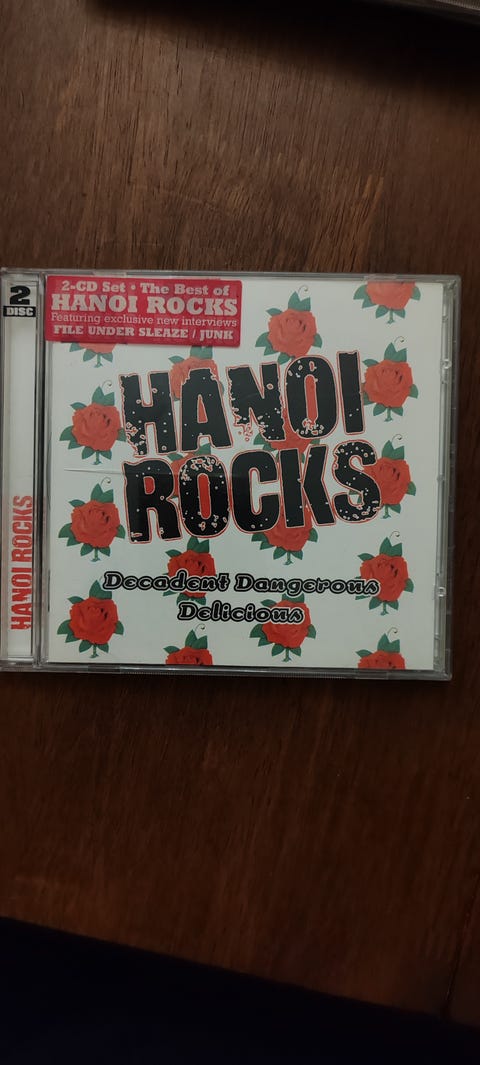 2
DISC
HANOI ROCKS
2-CD Set • The Best of
HANOI ROCKS
Featuring exclusive new interviews
FILE UNDER SLEAZE / JUNK
HANOI
ROCKS
Decadent Dangerous
Delicious